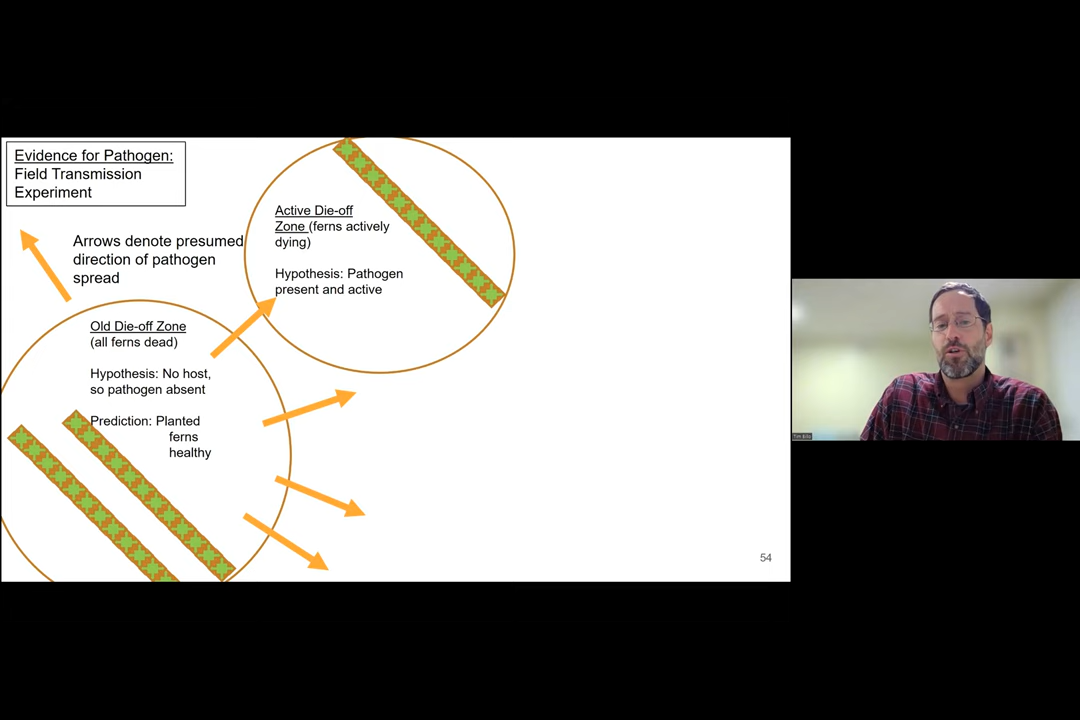 Evidence for Pathogen:
Field Transmission
Experiment
Arrows denote presumed
direction of pathogen
spread
Active Die-off
Zone (ferns actively
dying)
Hypothesis: Pathogen
present and active
Old Die-off Zone
(all ferns dead)
Hypothesis: No host,
so pathogen absent
Prediction: Planted
ferns
healthy
54